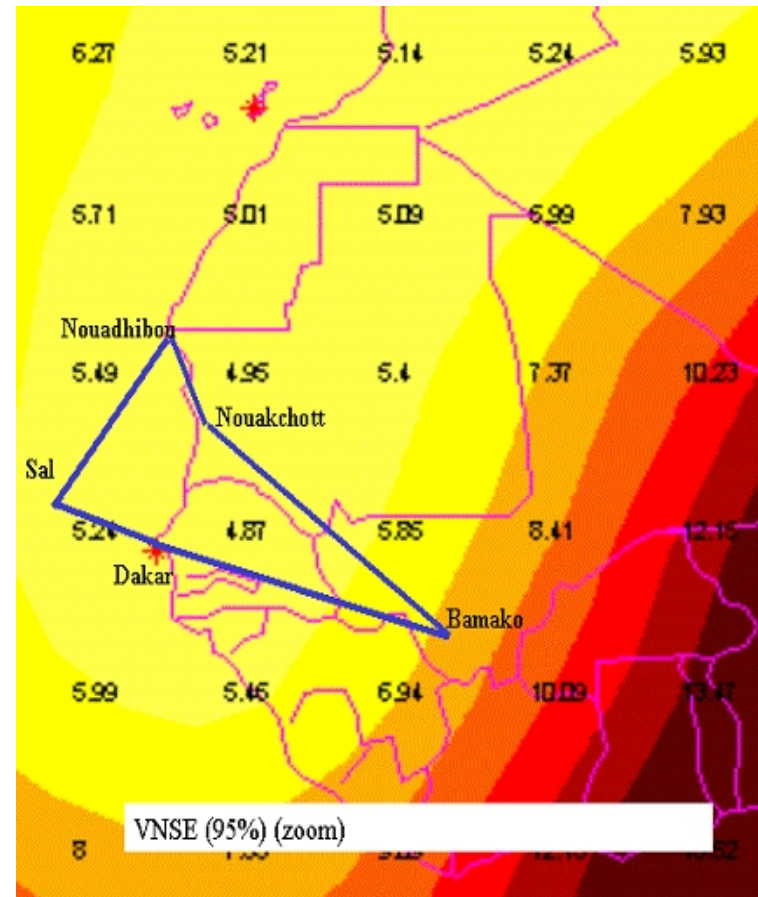 6.27 5.21 5.14 5.24 5.93
5.71 5.01 5.09 5.99 7.93
Nouadhibou
5.49 4.95 5.4 7.37 10.23
Nouakchott
Sal
5.24 4.87 5.85 8.41 12.15
Dakar
Bamako
5.99 5.46 6.94 10.09 13.47
VNSE (95%) (zoom)
8